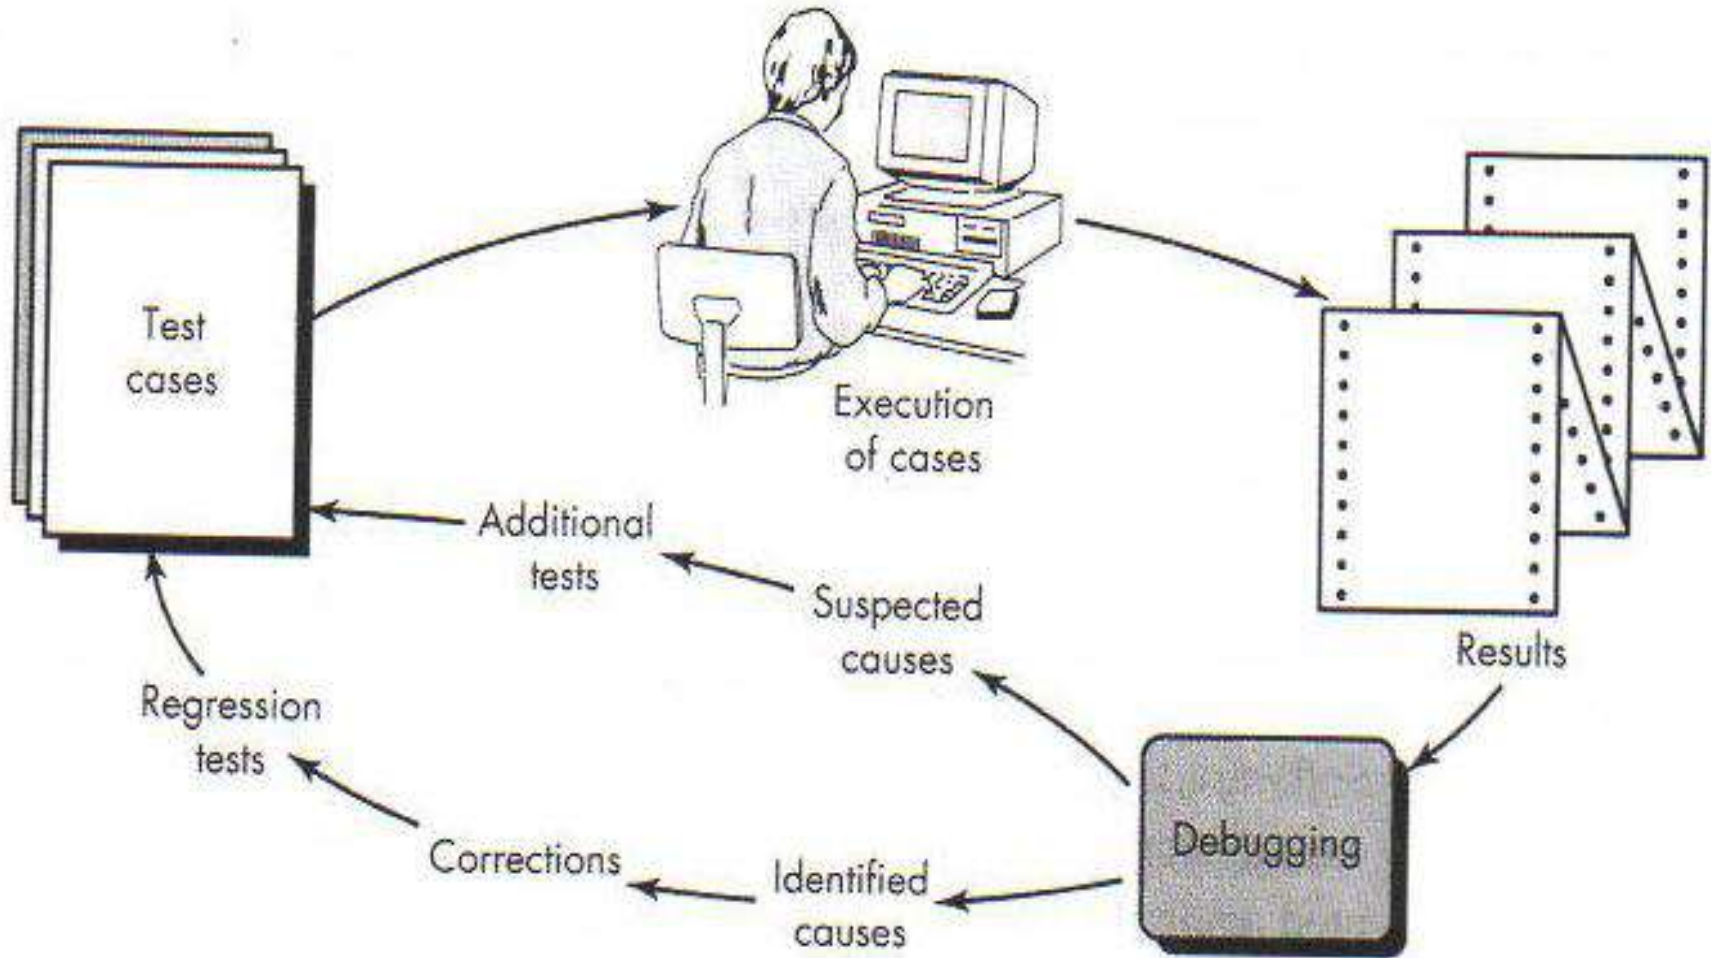 Test
cases
Execution
of cases
Results
Debugging
Suspected
causes
Additional
tests
Identified
causes
Corrections
Regression
tests